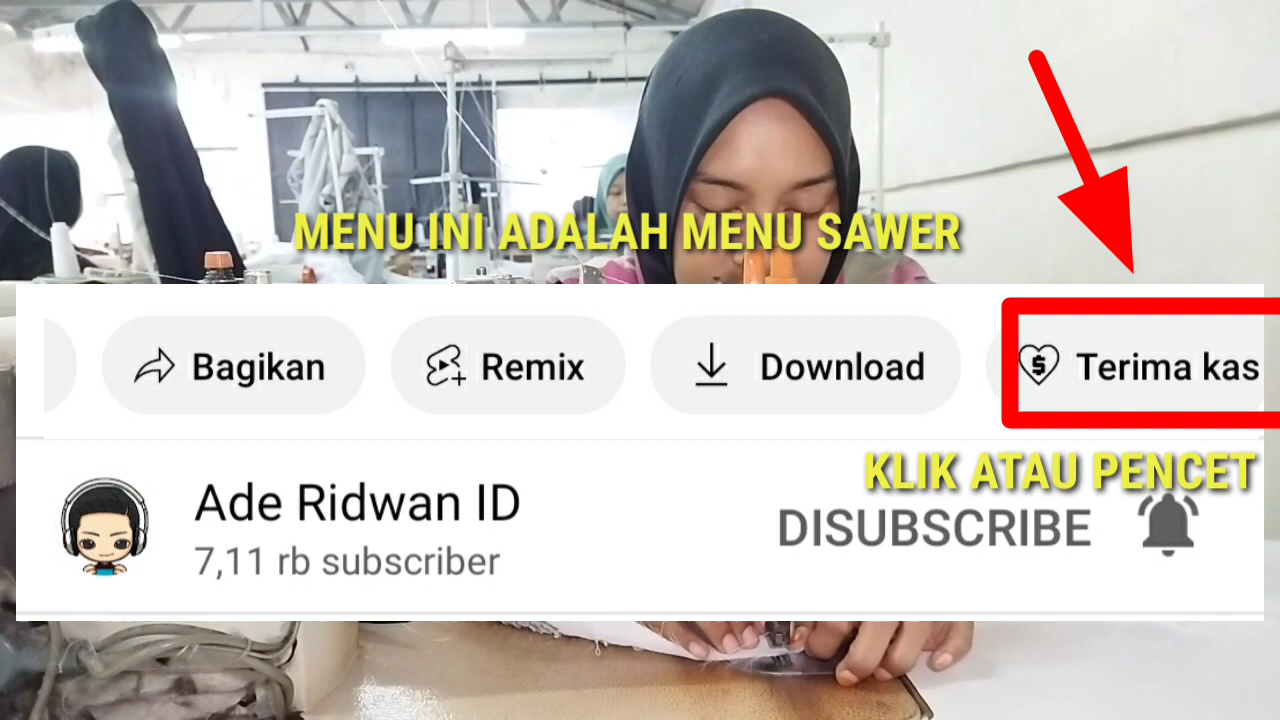 MENU INI ADALAH MENU SAWER
Bagikan Remix Download Terima kas
KLIK ATAU PENCET
Ade Ridwan ID
DISUBSCRIBE
7,11 rb subscriber